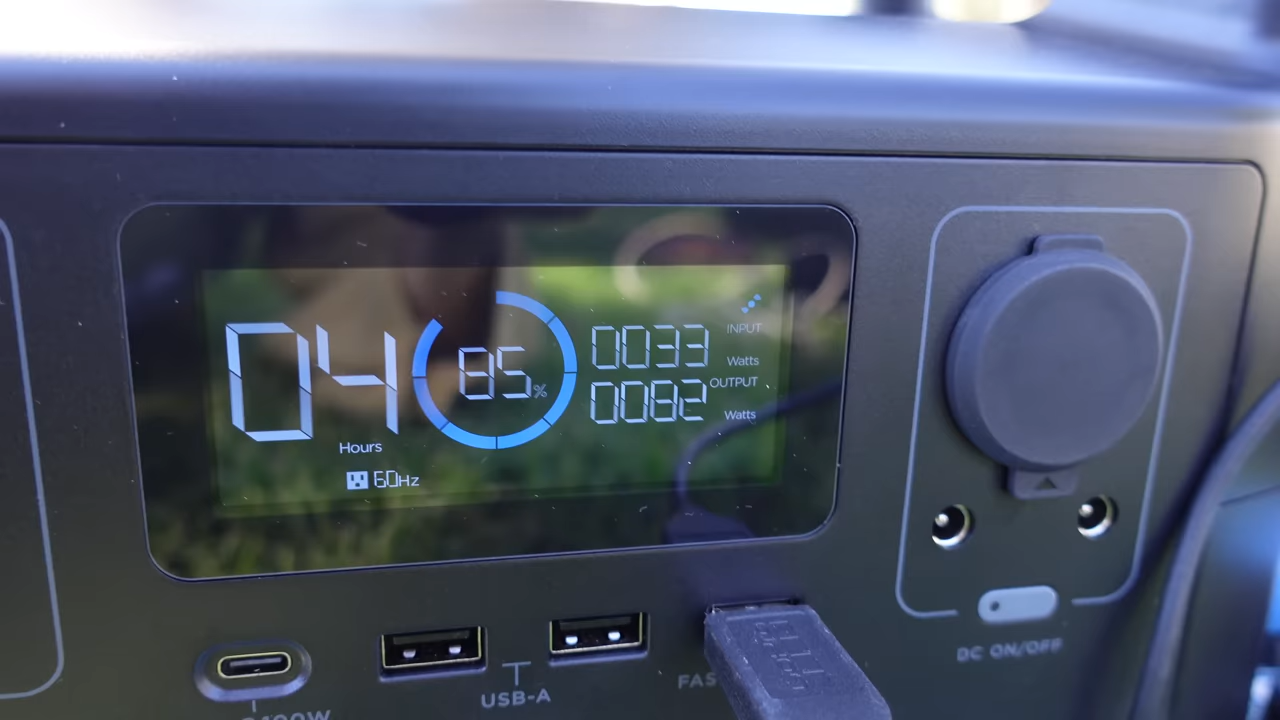 04
Hours
60Hz
85%
0033
INPUT
Watts
0082
OUTPUT
Watts
USB-A
DC ON/OFF